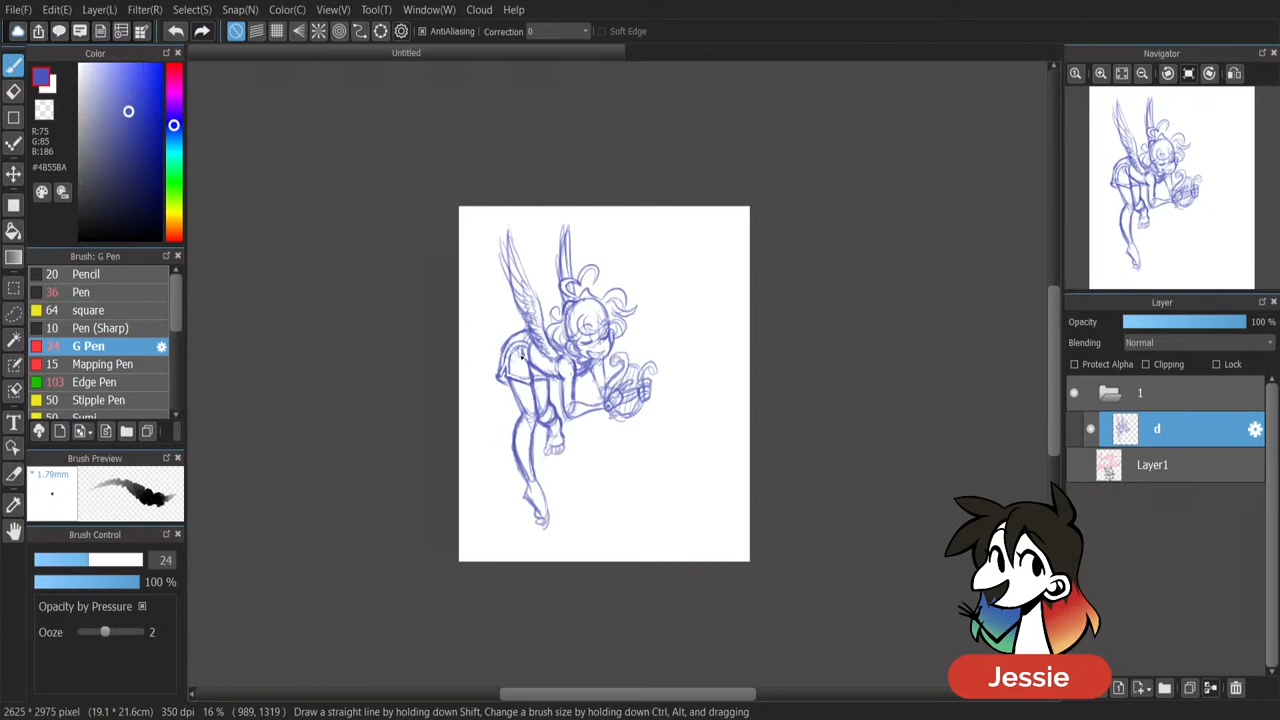 File(F) Edit(E) Layer(L) Filter(R) Select(S) Snap(N) Color(C) View(V) Tool(T) Window(W) Cloud Help
AntiAliasing Correction 0 Soft Edge
Color
Untitled
Navigator
R:75
G:85
B:186
#4B55BA
Brush: G Pen
20 Pencil
36 Pen
64 square
10 Pen (Sharp)
24 G Pen
15 Mapping Pen
103 Edge Pen
50 Stipple Pen
50 Sumi
Brush Preview
* 1.79mm
Brush Control
24
100 %
Opacity by Pressure
Ooze 2
Layer
Opacity 100 %
Blending Normal
Protect Alpha Clipping Lock
1
d
Layer1
Jessie
2625 * 2975 pixel (19.1 * 21.6cm) 350 dpi 16 % ( 989, 1319 ) Draw a straight line by holding down Shift, Change a brush size by holding down Ctrl, Alt, and dragging